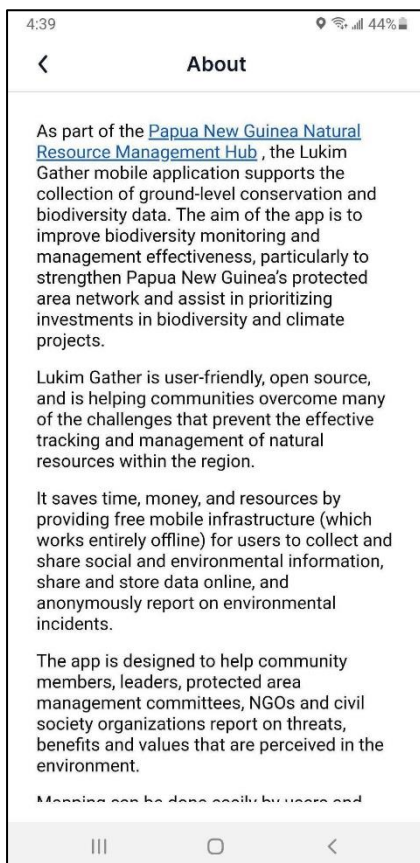 4:39
44%
About
As part of the Papua New Guinea Natural
Resource Management Hub , the Lukim
Gather mobile application supports the
collection of ground-level conservation and
biodiversity data. The aim of the app is to
improve biodiversity monitoring and
management effectiveness, particularly to
strengthen Papua New Guinea's protected
area network and assist in prioritizing
investments in biodiversity and climate
projects.
Lukim Gather is user-friendly, open source,
and is helping communities overcome many
of the challenges that prevent the effective
tracking and management of natural
resources within the region.
It saves time, money, and resources by
providing free mobile infrastructure (which
works entirely offline) for users to collect and
share social and environmental information,
share and store data online, and
anonymously report on environmental
incidents.
The app is designed to help community
members, leaders, protected area
management committees, NGOs and civil
society organizations report on threats,
benefits and values that are perceived in the
environment.
Mapping can be done easily by users and